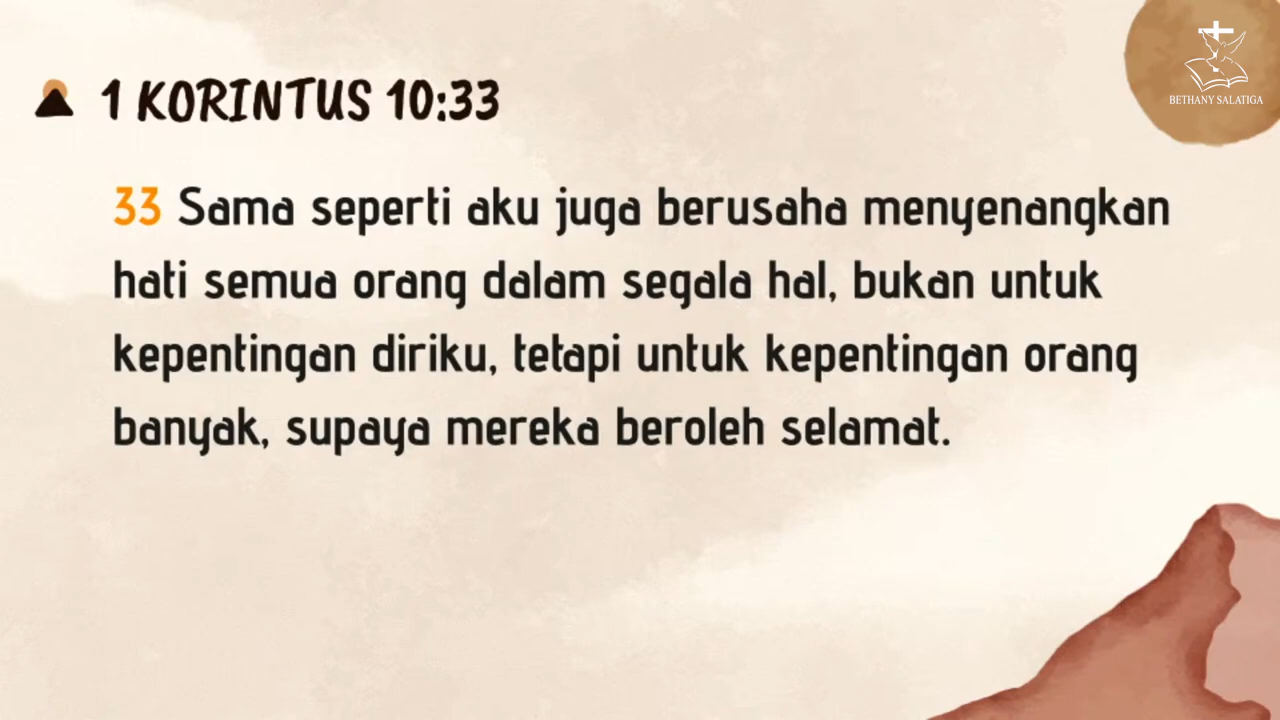 BETHANY SALATIGA
1 KORINTUS 10:33
33 Sama seperti aku juga berusaha menyenangkan
hati semua orang dalam segala hal, bukan untuk
kepentingan diriku, tetapi untuk kepentingan orang
banyak, supaya mereka beroleh selamat.